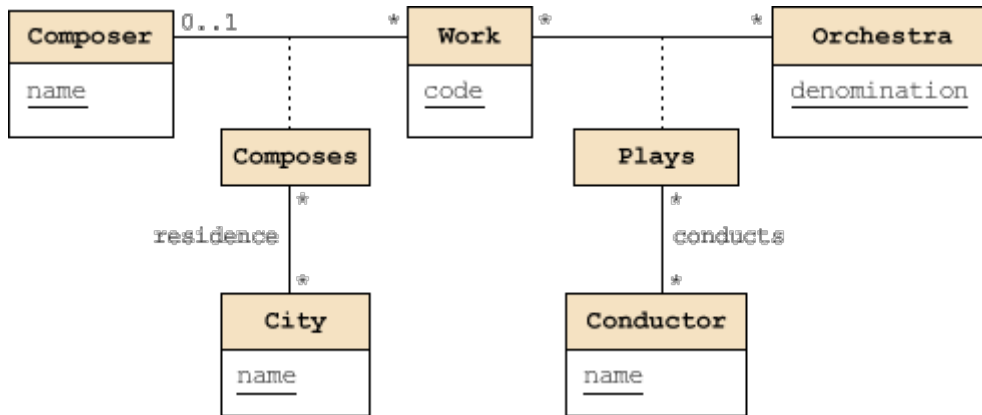 Composer 0..1 * Work * * Orchestra
name code denomination
Composes Plays
* *
residence conducts
* *
City Conductor
name name